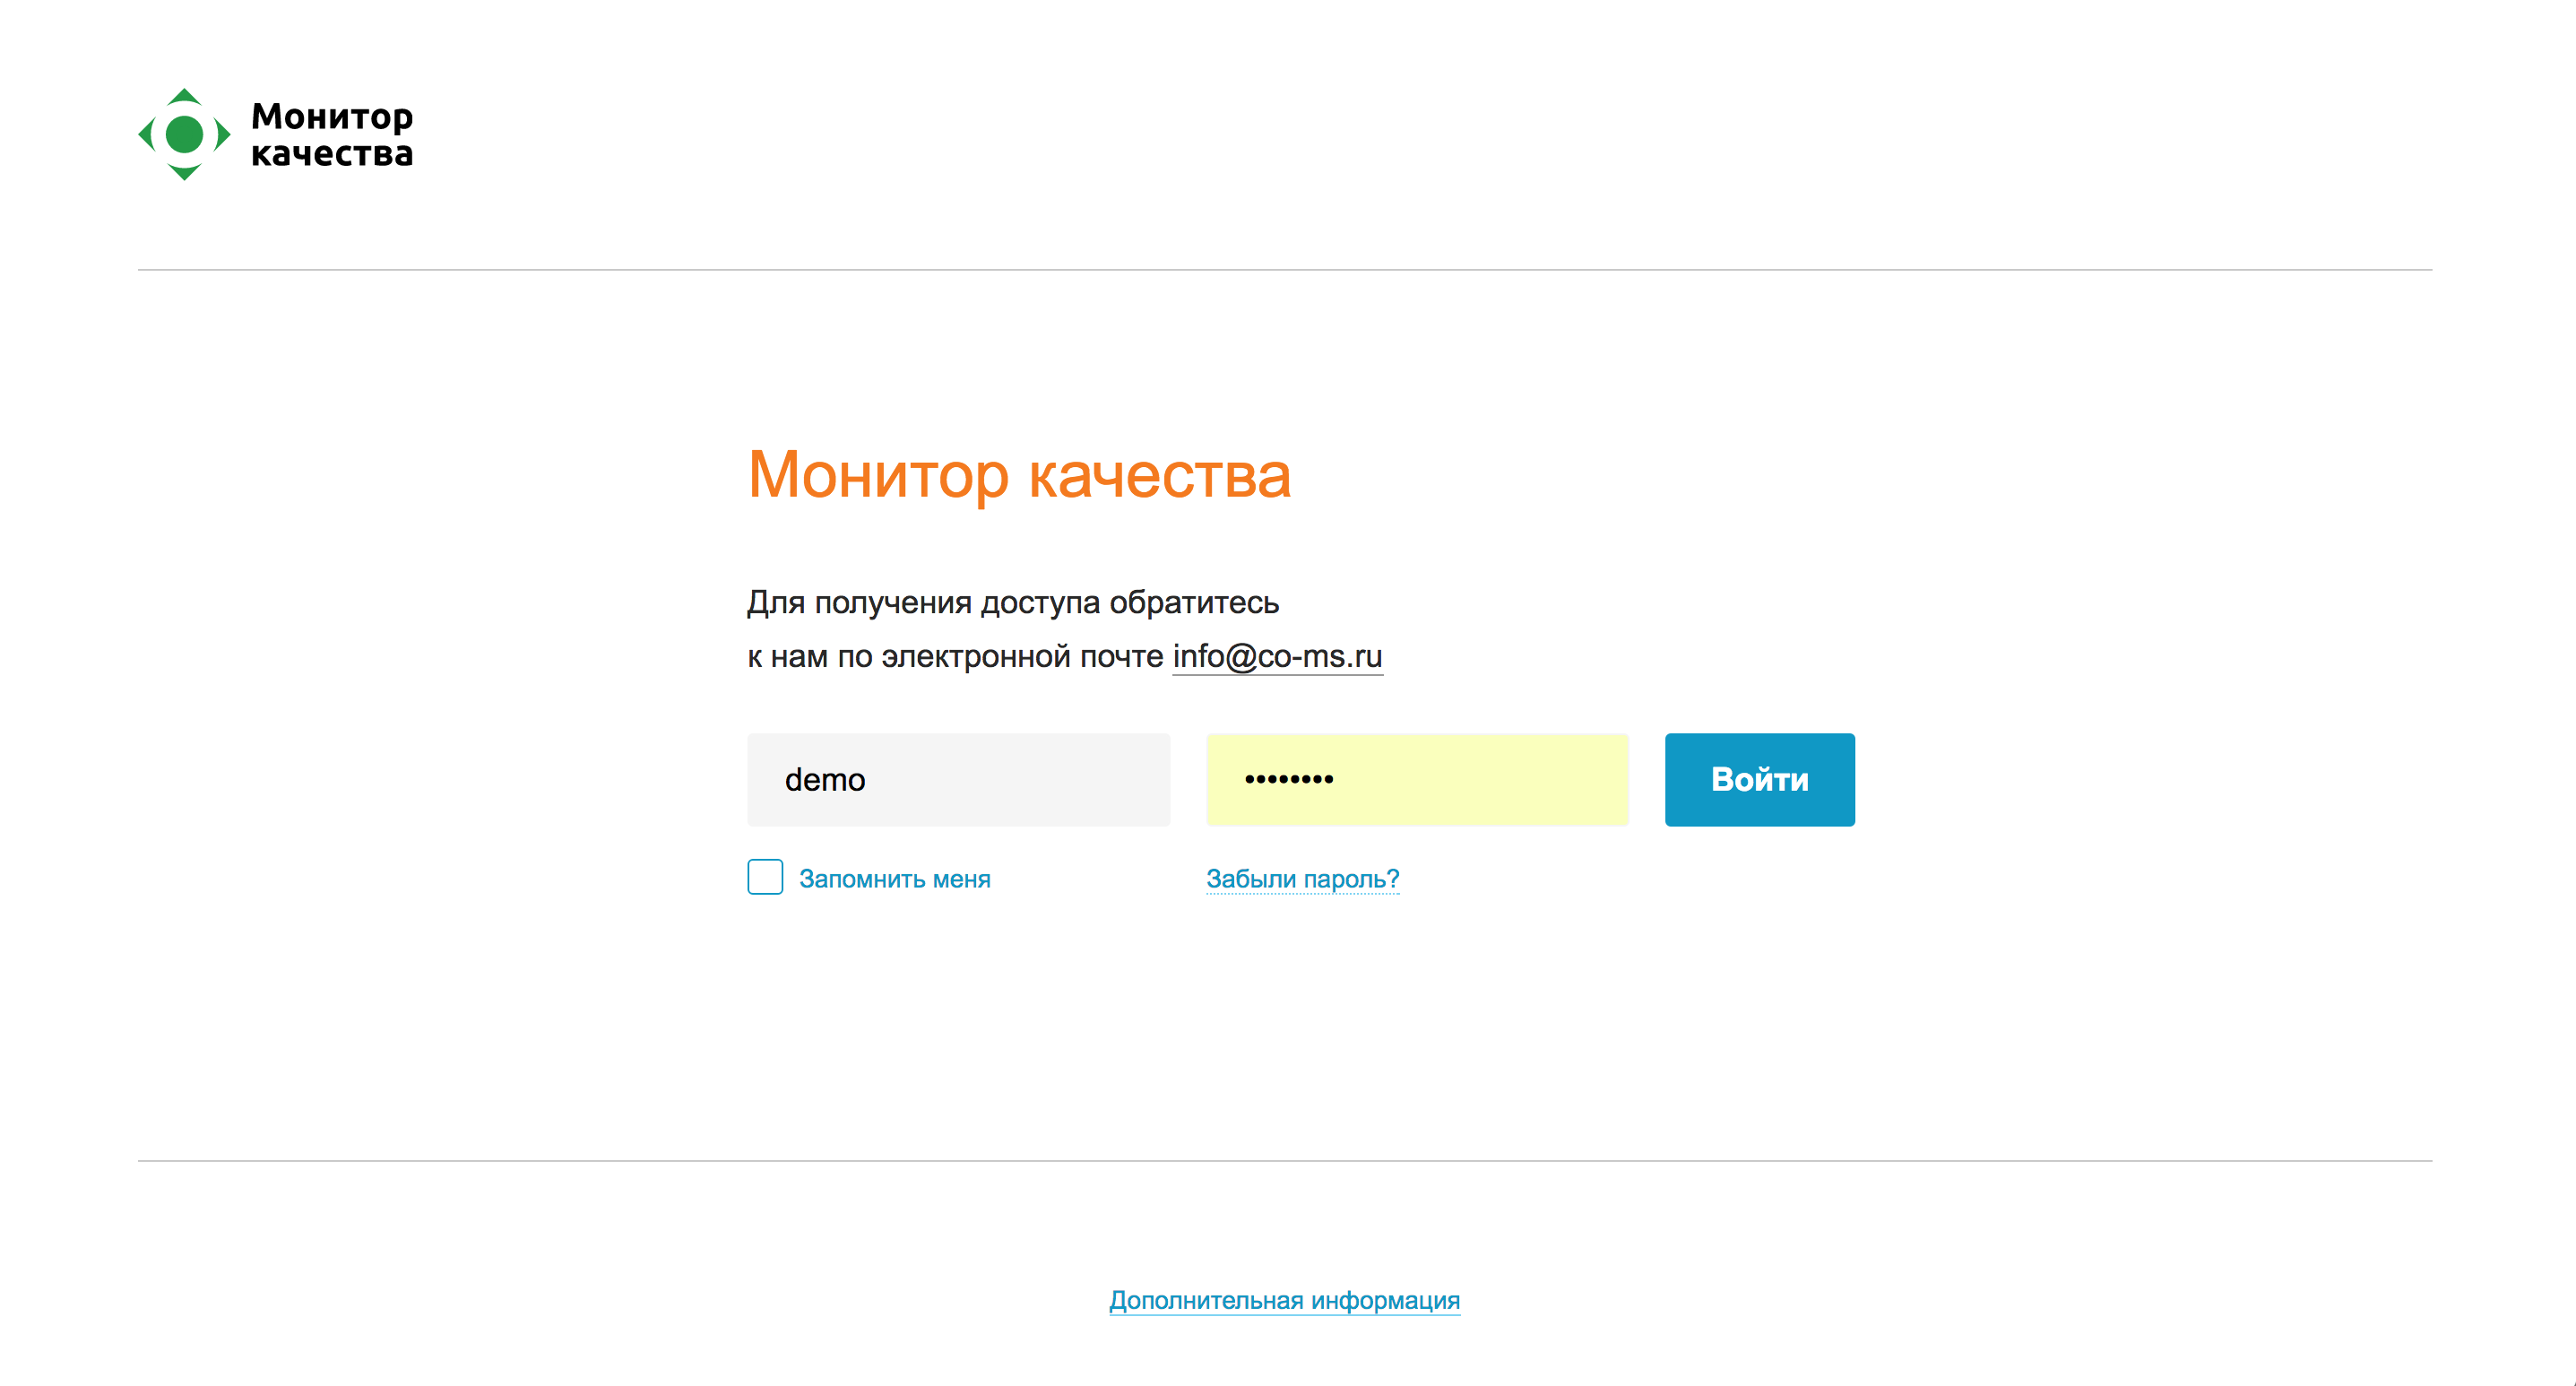 Монитор
качества
Монитор качества
Для получения доступа обратитесь
к нам по электронной почте info@co-ms.ru
demo
••••••••
Войти
Запомнить меня
Забыли пароль?
Дополнительная информация